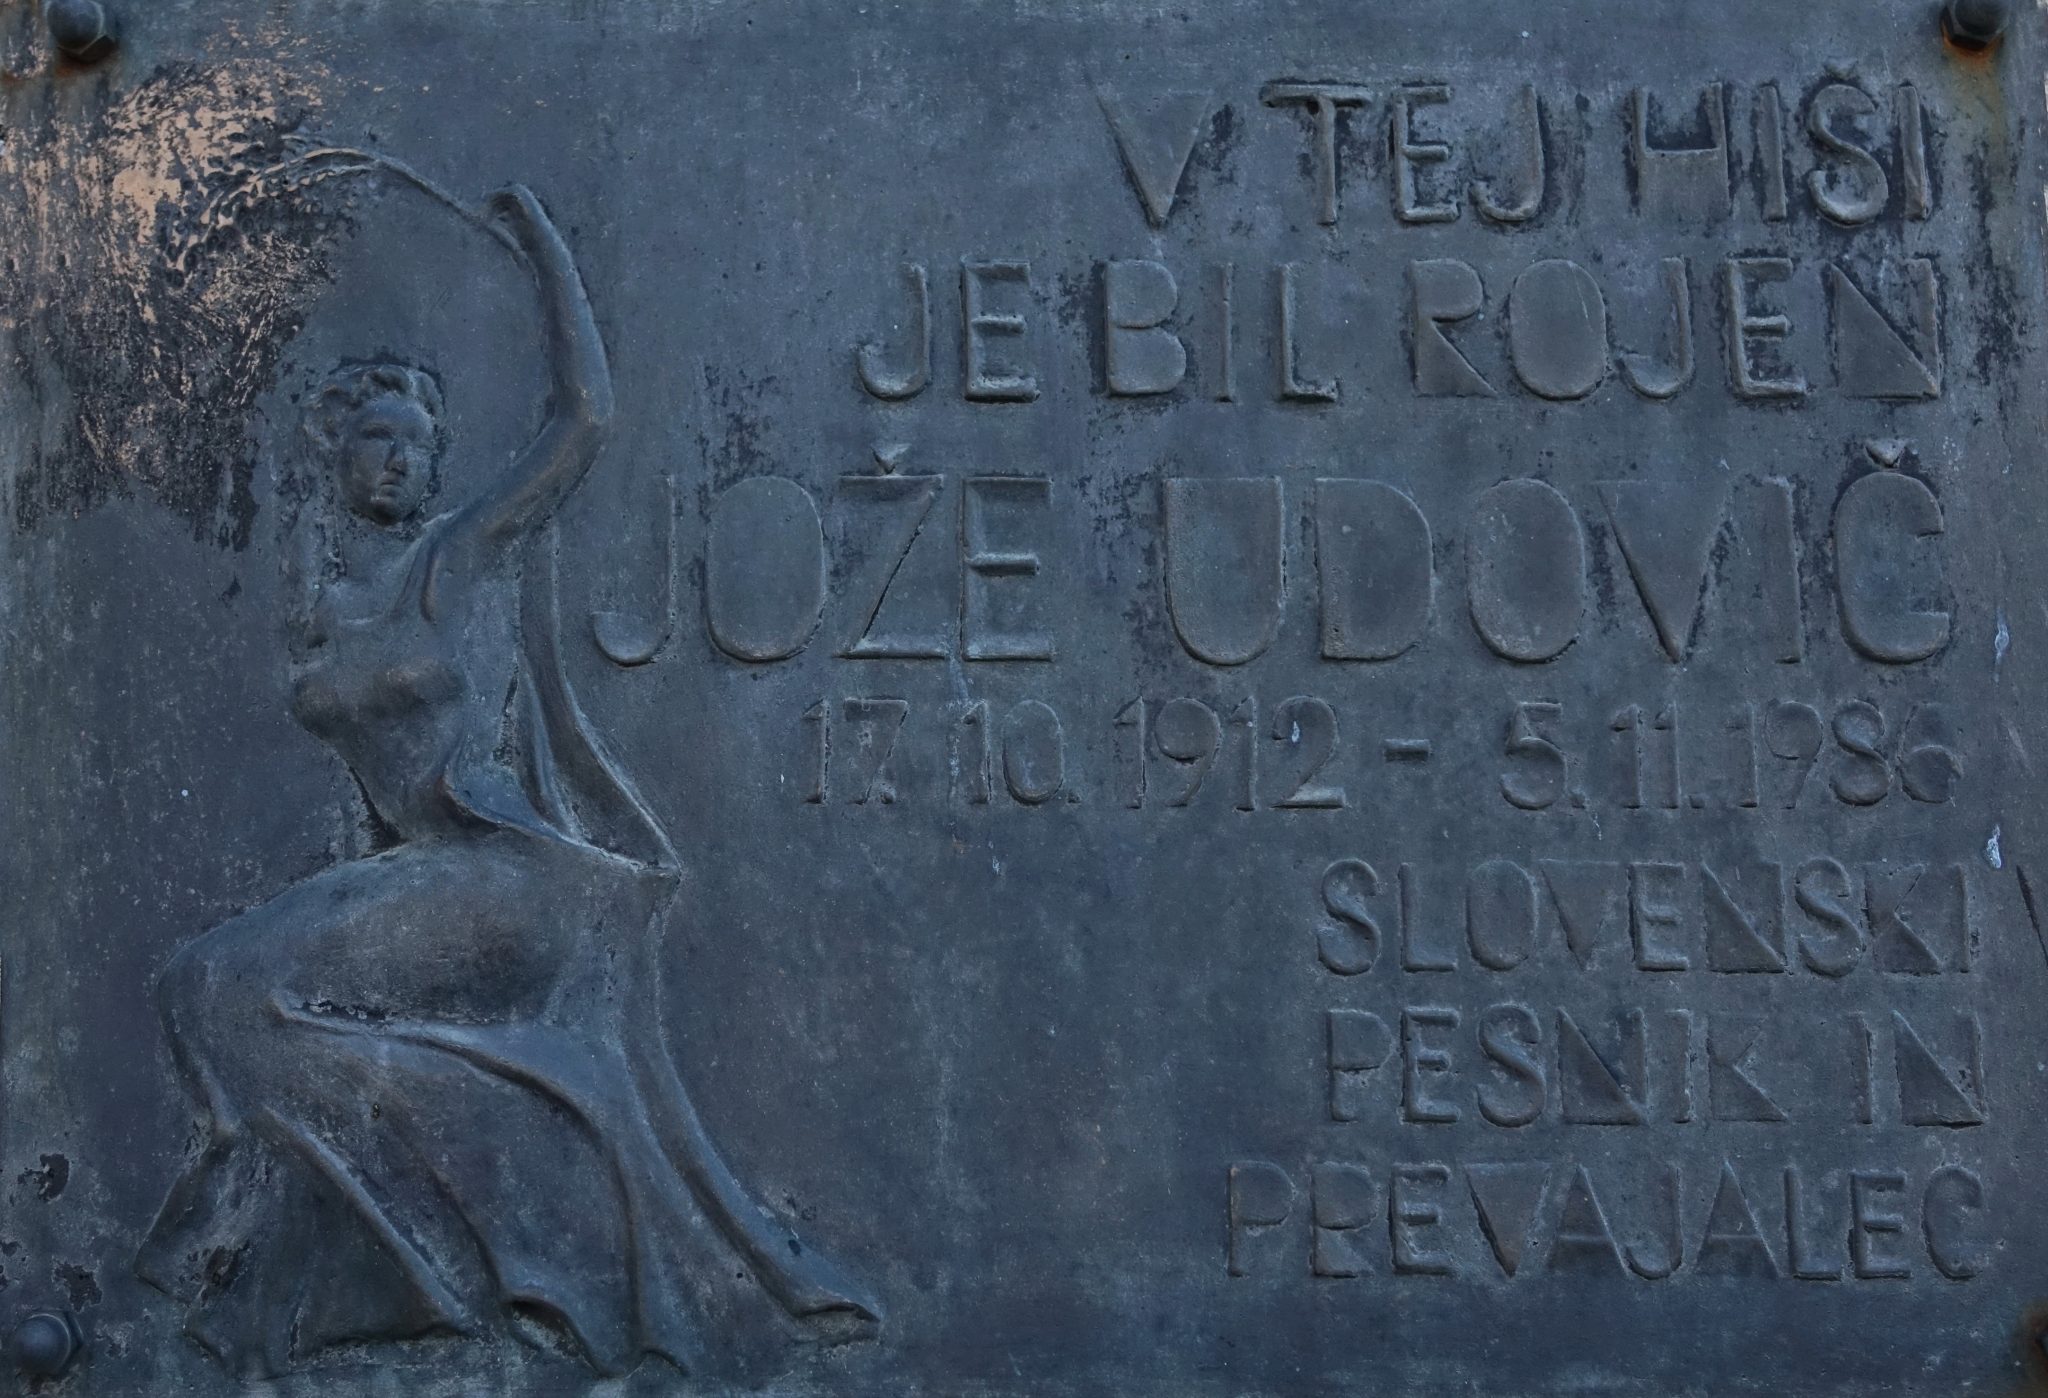 V TEJ HIŠI
JE BIL ROJEN
JOŽE UDOVIČ
17.10.1912 - 5.11.1986
SLOVENSKI
PESNIK IN
PREVAJALEC